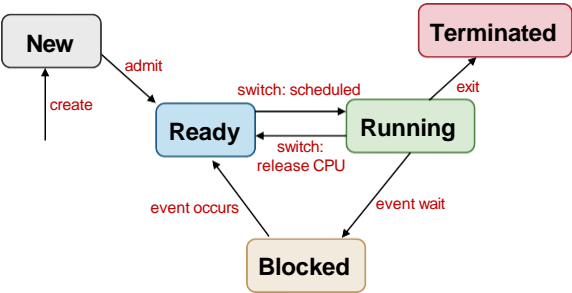 New
Terminated
admit
create
switch: scheduled
exit
Ready
Running
switch:
release CPU
event occurs
event wait
Blocked